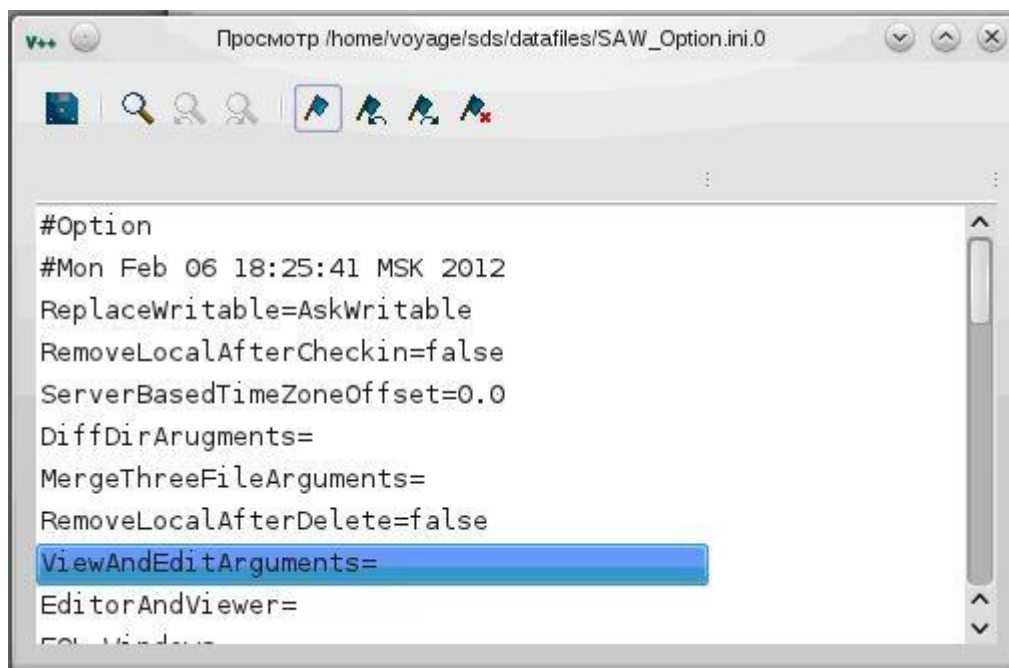 V++ Просмотр /home/voyage/sds/datafiles/SAW_Option.ini.0
#Option
#Mon Feb 06 18:25:41 MSK 2012
ReplaceWritable=AskWritable
RemoveLocalAfterCheckin=false
ServerBasedTimeZoneOffset=0.0
DiffDirArugments=
MergeThreeFileArguments=
RemoveLocalAfterDelete=false
ViewAndEditArguments=
EditorAndViewer=